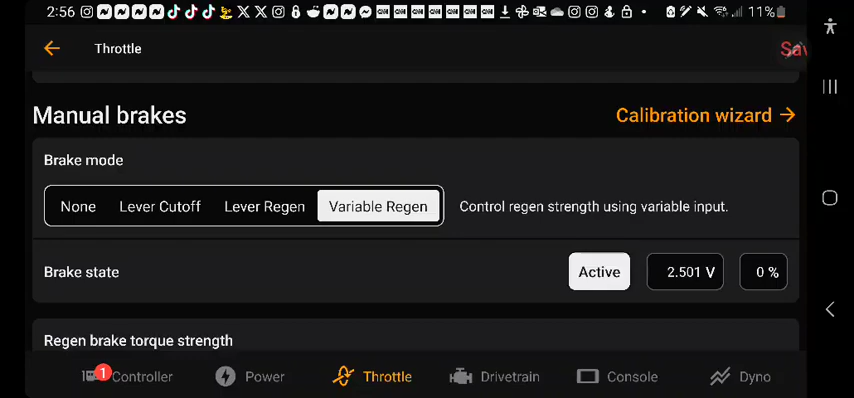 2:56 11%
Throttle
Sav
Manual brakes
Calibration wizard
Brake mode
None Lever Cutoff Lever Regen Variable Regen Control regen strength using variable input.
Brake state Active 2.501 V 0 %
Regen brake torque strength
1 Controller Power Throttle Drivetrain Console Dyno